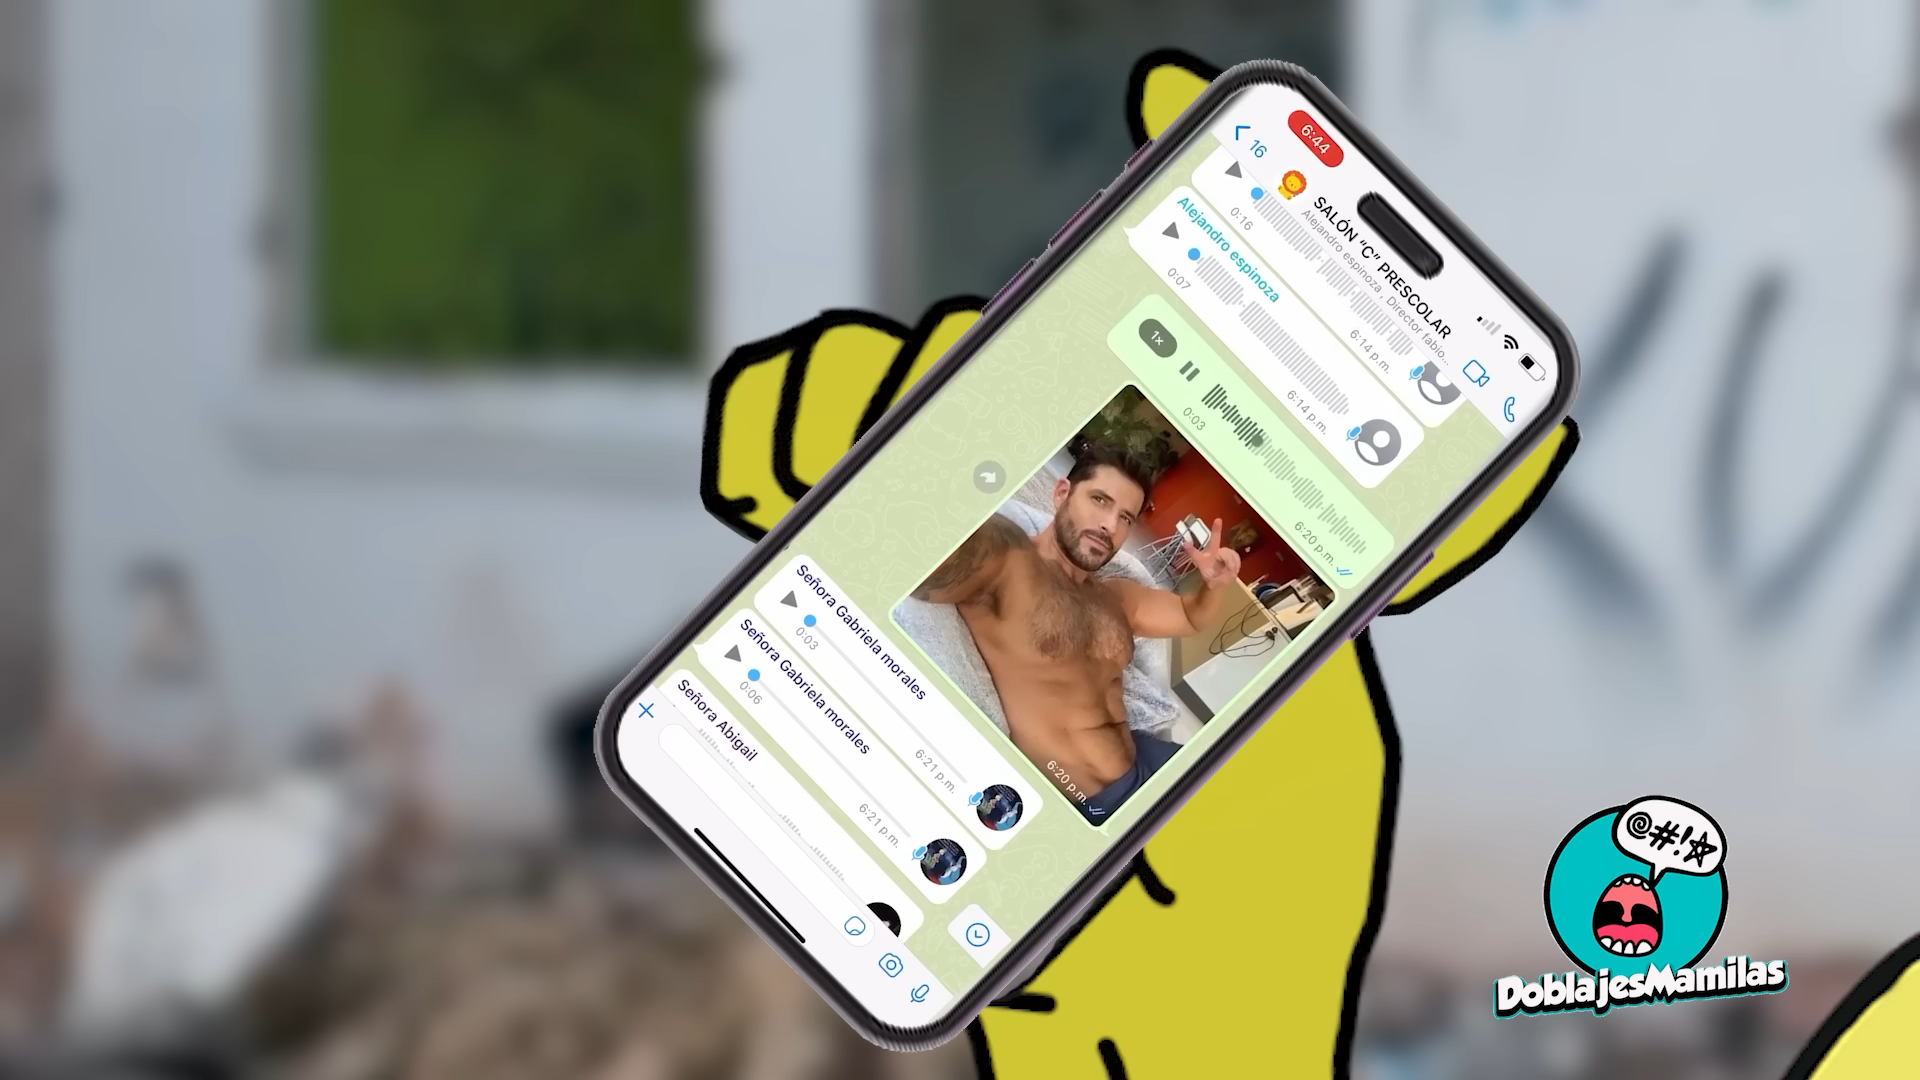 6:44
16
SALÓN "C" PRESCOLAR
Alejandro espinoza, Director fabio...
0:16
6:14 p.m.
Alejandro espinoza
0:07
6:14 p.m.
1x
0:03
6:20 p.m.
6:20 p.m.
Señora Gabriela morales
0:03
6:21 p.m.
Señora Gabriela morales
0:06
6:21 p.m.
Señora Abigail
@#!☆
DoblajesMamilas